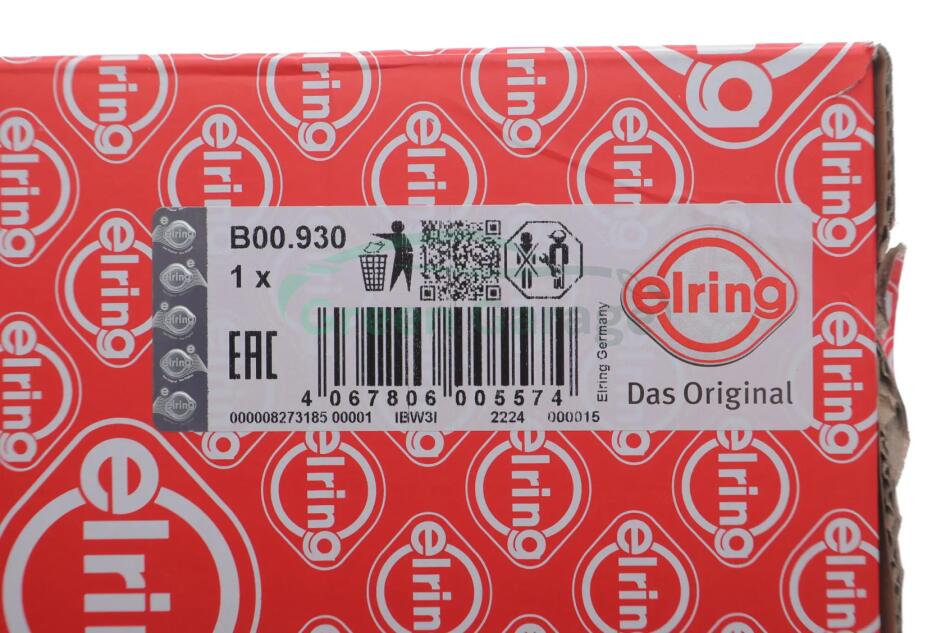 B00.930
1 x
EAC
4 067806 005574
000008273185 00001 IBW3I 2224 000015
Elring Germany
elring
Das Original